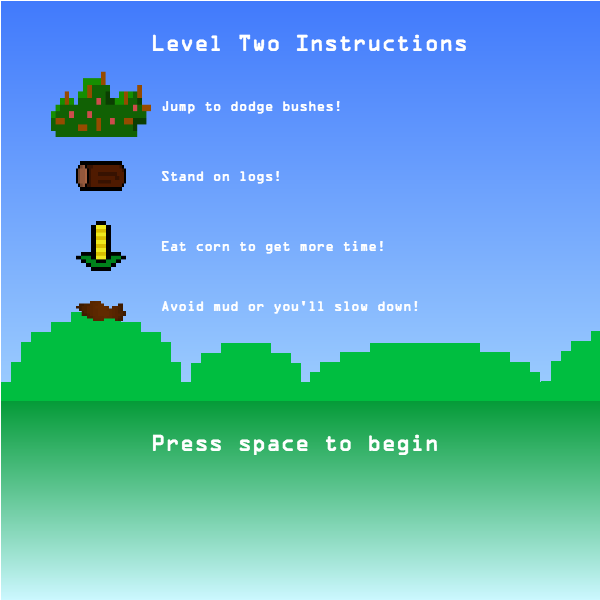 Level Two Instructions
Jump to dodge bushes!
Stand on logs!
Eat corn to get more time!
Avoid mud or you'll slow down!
Press space to begin